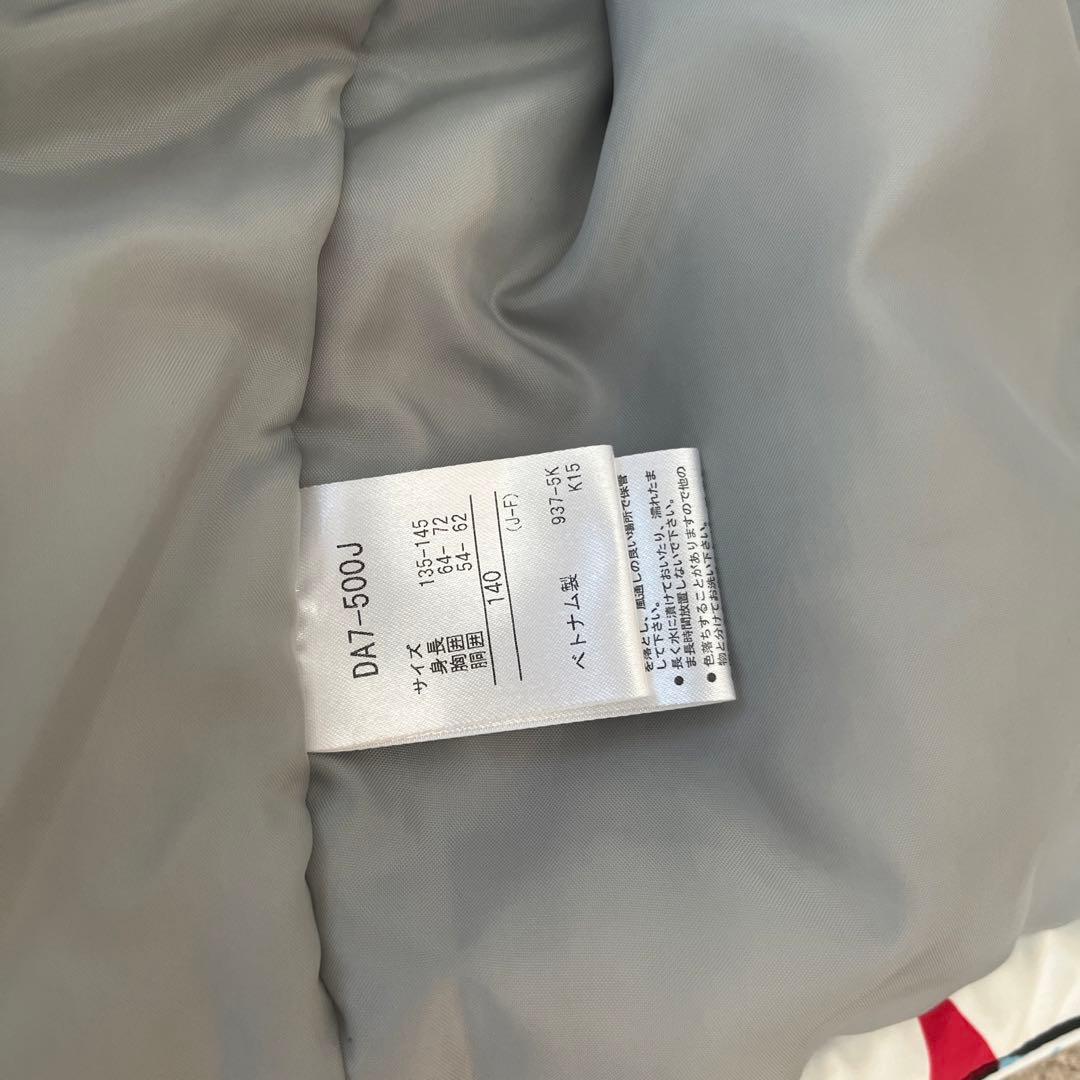 DA7-500J
サイズ
身長 135-145
胸囲 64- 72
胴囲 54- 62
140
(J-F)
ベトナム製 937-5K
K15
を落とし、風通しの良い場所で保管
して下さい。
●長く水に漬けておいたり、濡れたま
ま長時間放置しないで下さい。
●色落ちすることがありますので他の
物と分けてお洗い下さい。